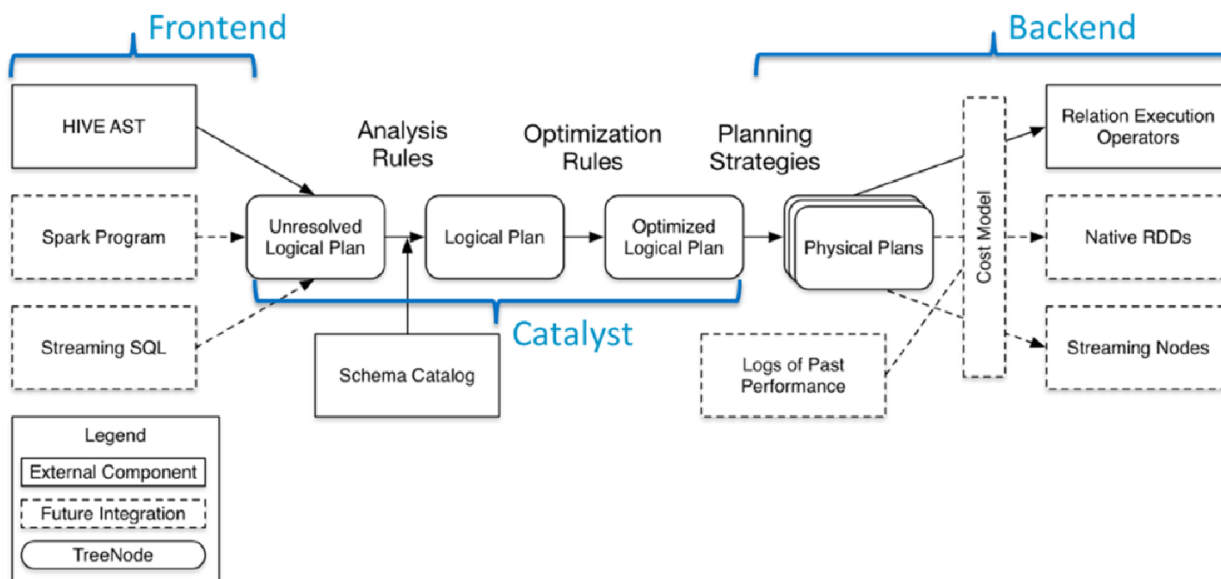 Frontend
Backend
HIVE AST
Analysis
Rules
Optimization
Rules
Planning
Strategies
Relation Execution
Operators
Spark Program
Unresolved
Logical Plan
Logical Plan
Optimized
Logical Plan
Physical Plans
Cost Model
Native RDDs
Catalyst
Streaming SQL
Schema Catalog
Logs of Past
Performance
Streaming Nodes
Legend
External Component
Future Integration
TreeNode